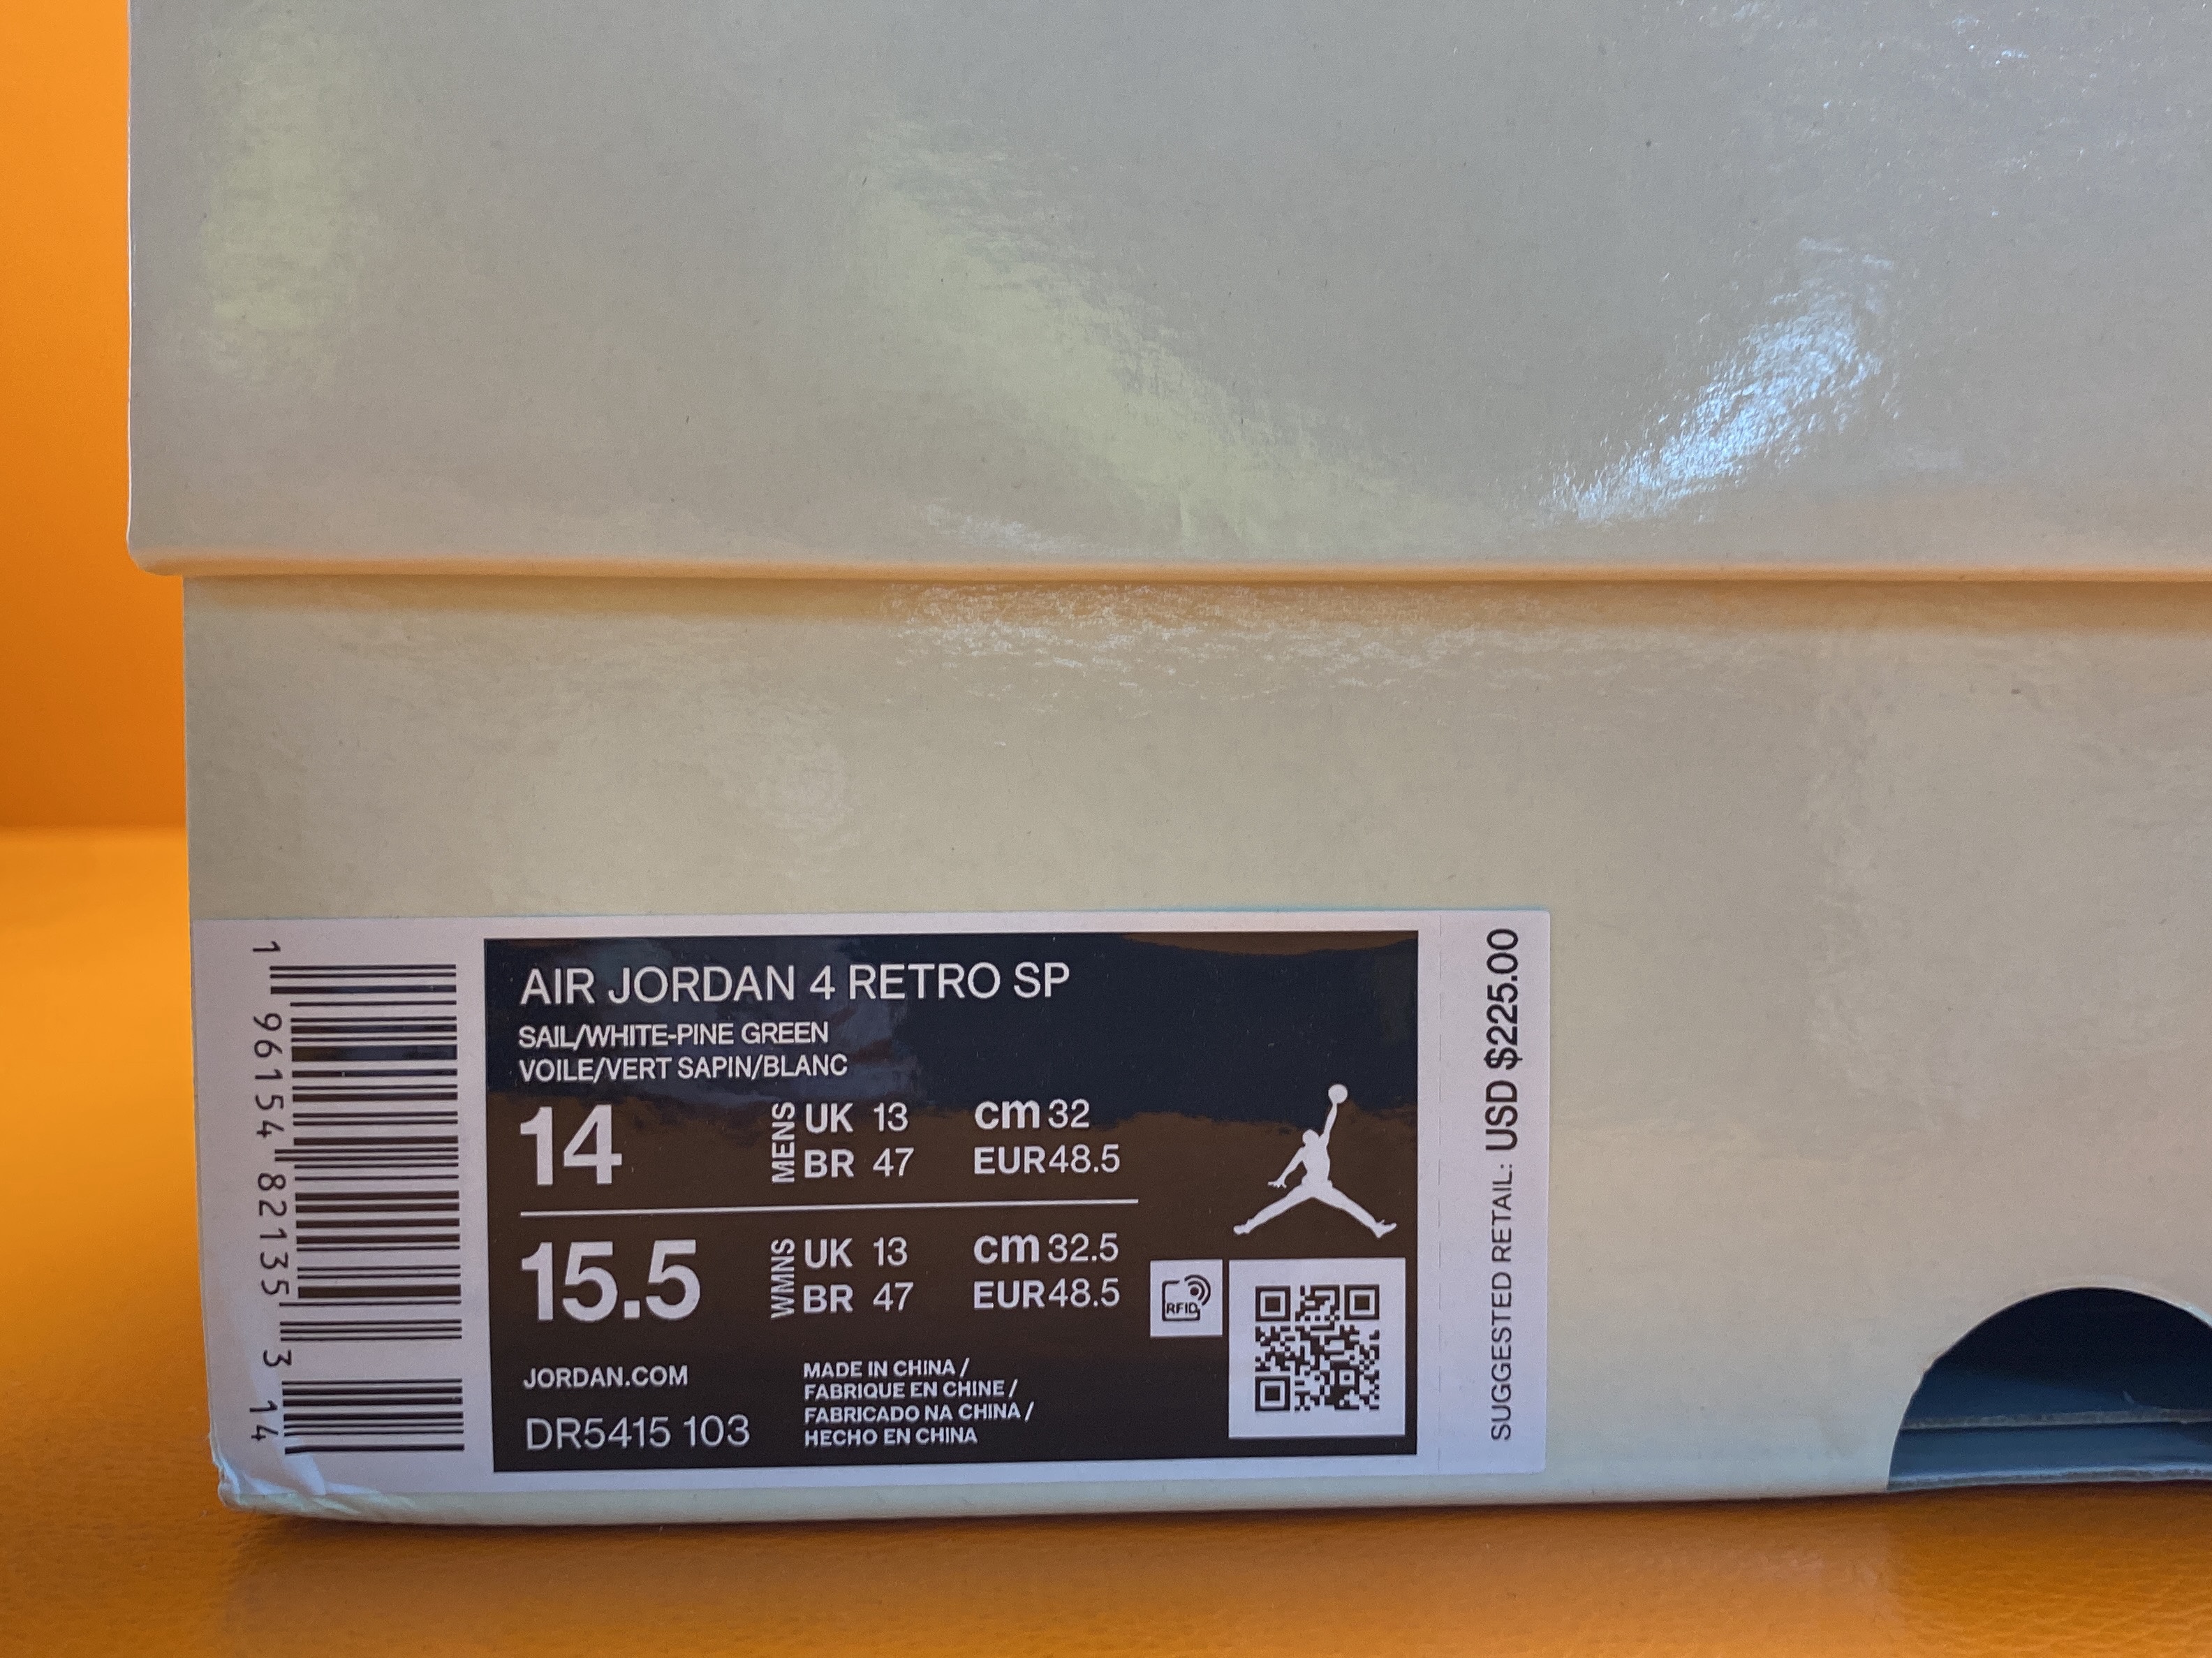 1 96154 82135 3 14
AIR JORDAN 4 RETRO SP
SAIL/WHITE-PINE GREEN
VOILE/VERT SAPIN/BLANC
14 MENS UK 13 cm 32
BR 47 EUR 48.5
15.5 WMNS UK 13 cm 32.5
BR 47 EUR 48.5
RFID
JORDAN.COM
DR5415 103
MADE IN CHINA /
FABRIQUE EN CHINE /
FABRICADO NA CHINA /
HECHO EN CHINA
SUGGESTED RETAIL: USD $225.00